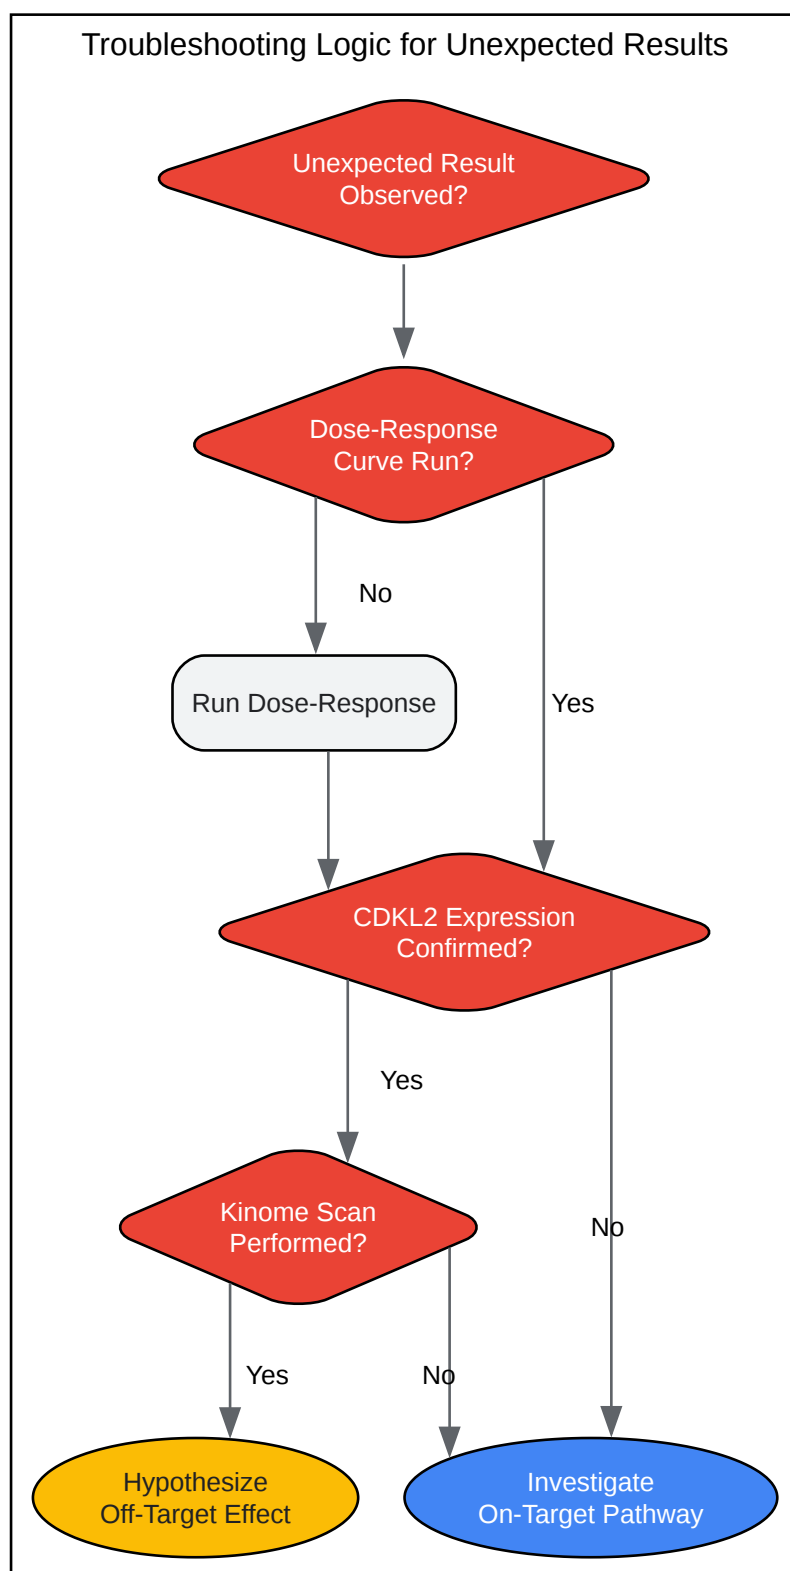 Troubleshooting Logic for Unexpected Results
Unexpected Result
Observed?
Dose-Response
Curve Run?
No
Run Dose-Response
Yes
CDKL2 Expression
Confirmed?
Yes
Kinome Scan
Performed?
No
Yes
No
Hypothesize
Off-Target Effect
Investigate
On-Target Pathway